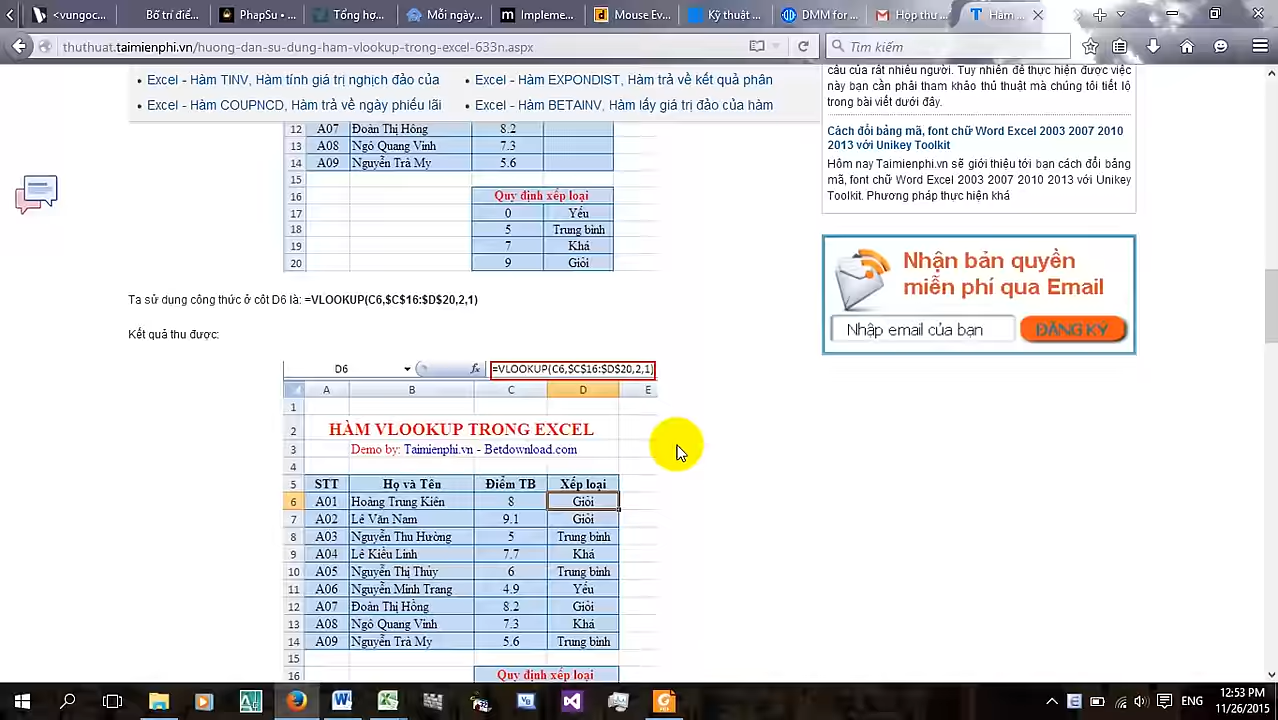 <vungoc...
Bố trí điể...
PhapSu - ...
Tổng hợ...
Mỗi ngày...
Impleme...
Mouse Ev...
Kỹ thuật ...
DMM for ...
Hộp thư ...
Hàm ...
thuthuat.taimienphi.vn/huong-dan-su-dung-ham-vlookup-trong-excel-633n.aspx
Tìm kiếm
Excel - Hàm TINV, Hàm tính giá trị nghịch đảo của
Excel - Hàm EXPONDIST, Hàm trả về kết quả phân
Excel - Hàm COUPNCD, Hàm trả về ngày phiếu lãi
Excel - Hàm BETAINV, Hàm lấy giá trị đảo của hàm
12 A07 Đoàn Thị Hồng 8.2
13 A08 Ngô Quang Vinh 7.3
14 A09 Nguyễn Trà My 5.6
15
16 Quy định xếp loại
17 0 Yếu
18 5 Trung bình
19 7 Khá
20 9 Giỏi
Ta sử dụng công thức ở côt D6 là: =VLOOKUP(C6,$C$16:$D$20,2,1)
Kết quả thu được:
D6 fx =VLOOKUP(C6,$C$16:$D$20,2,1)
A B C D E
1
2 HÀM VLOOKUP TRONG EXCEL
3 Demo by: Taimienphi.vn - Betdownload.com
4
5 STT Họ và Tên Điểm TB Xếp loại
6 A01 Hoàng Trung Kiên 8 Giỏi
7 A02 Lê Văn Nam 9.1 Giỏi
8 A03 Nguyễn Thu Hường 5 Trung bình
9 A04 Lê Kiều Linh 7.7 Khá
10 A05 Nguyễn Thị Thúy 6 Trung bình
11 A06 Nguyễn Minh Trang 4.9 Yếu
12 A07 Đoàn Thị Hồng 8.2 Giỏi
13 A08 Ngô Quang Vinh 7.3 Khá
14 A09 Nguyễn Trà My 5.6 Trung bình
15
16 Quy định xếp loại
cầu của rất nhiều người. Tuy nhiên để thực hiện được việc
này bạn cần phải tham khảo thủ thuật mà chúng tôi tiết lộ
trong bài viết dưới đây.
Cách đổi bảng mã, font chữ Word Excel 2003 2007 2010
2013 với Unikey Toolkit
Hôm nay Taimienphi.vn sẽ giới thiệu tới bạn cách đổi bảng
mã, font chữ Word Excel 2003 2007 2010 2013 với Unikey
Toolkit. Phương pháp thực hiện khá
Nhận bản quyền
miễn phí qua Email
Nhập email của bạn
ĐĂNG KÝ
ENG
12:53 PM
11/26/2015